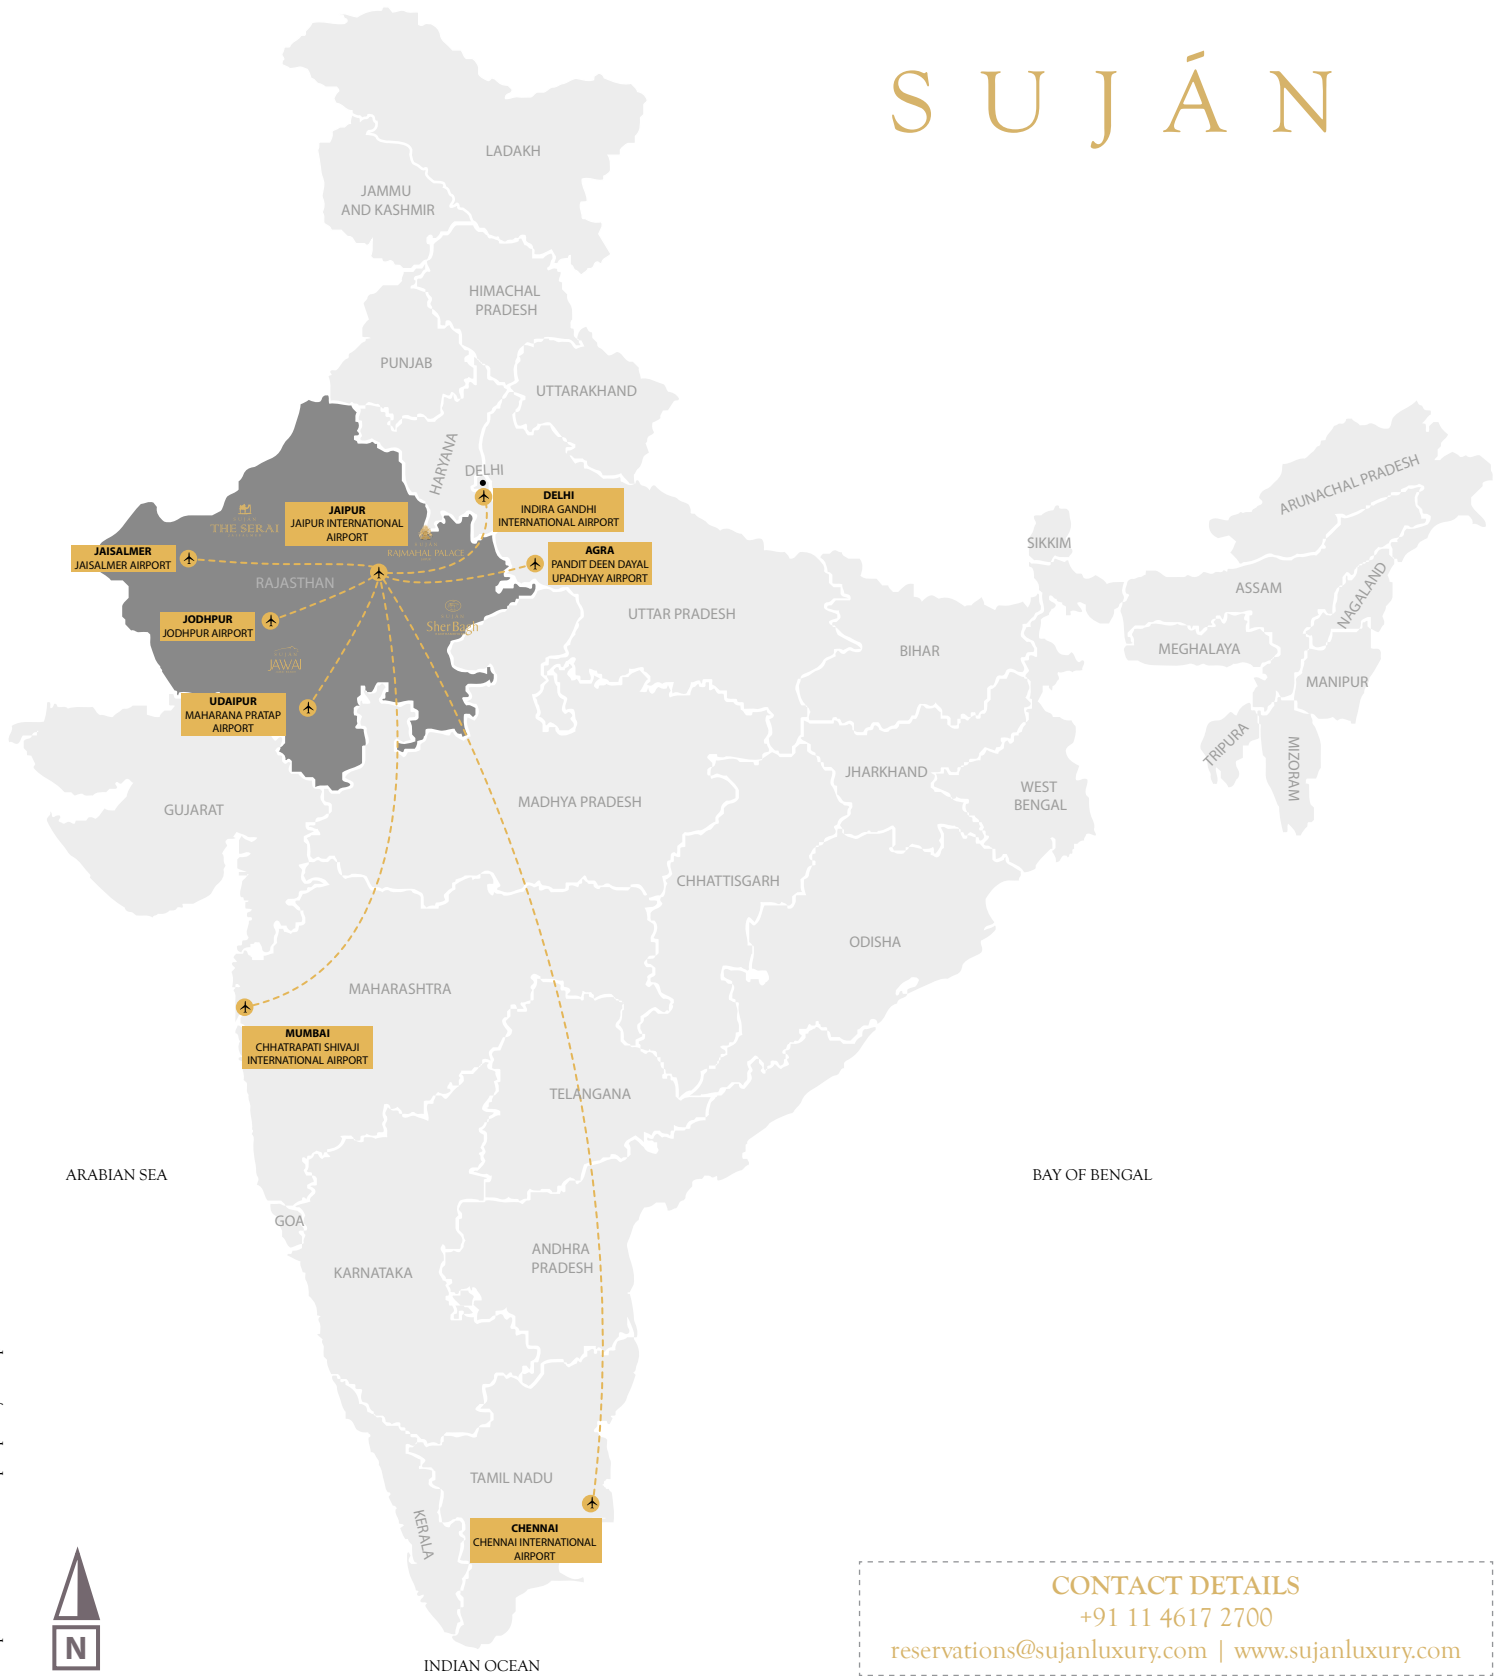 SUJÁN
LADAKH
JAMMU
AND KASHMIR
HIMACHAL
PRADESH
PUNJAB
UTTARAKHAND
HARYANA
DELHI
ARUNACHAL PRADESH
DELHI
INDIRA GANDHI
INTERNATIONAL AIRPORT
JAIPUR
JAIPUR INTERNATIONAL
AIRPORT
THE SERAI
RAJMAHAL PALACE
SIKKIM
JAISALMER
JAISALMER AIRPORT
AGRA
PANDIT DEEN DAYAL
UPADHYAY AIRPORT
RAJASTHAN
ASSAM
NAGALAND
UTTAR PRADESH
JODHPUR
JODHPUR AIRPORT
Sher Bagh
BIHAR
MEGHALAYA
JAWAI
MANIPUR
UDAIPUR
MAHARANA PRATAP
AIRPORT
TRIPURA
MIZORAM
JHARKHAND
WEST
BENGAL
MADHYA PRADESH
GUJARAT
CHHATTISGARH
ODISHA
MAHARASHTRA
MUMBAI
CHHATRAPATI SHIVAJI
INTERNATIONAL AIRPORT
TELANGANA
ARABIAN SEA
BAY OF BENGAL
GOA
ANDHRA
PRADESH
KARNATAKA
TAMIL NADU
KERALA
CHENNAI
CHENNAI INTERNATIONAL
AIRPORT
N
INDIAN OCEAN
CONTACT DETAILS
+91 11 4617 2700
reservations@sujanluxury.com | www.sujanluxury.com